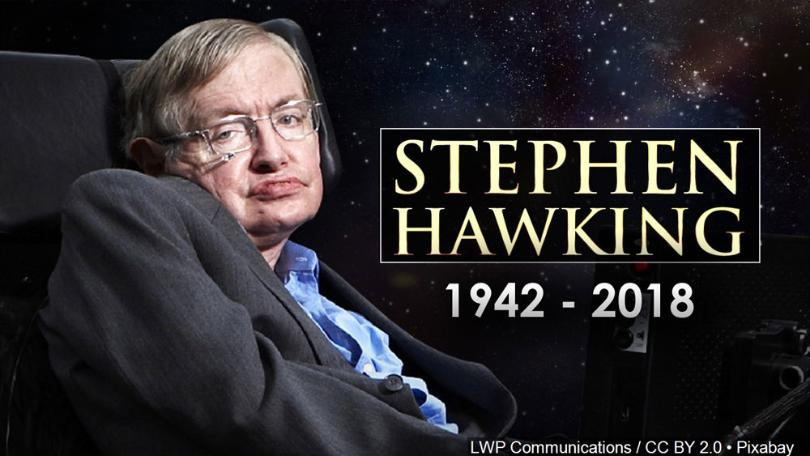 STEPHEN
HAWKING
1942 - 2018
LWP Communications / CC BY 2.0 • Pixabay